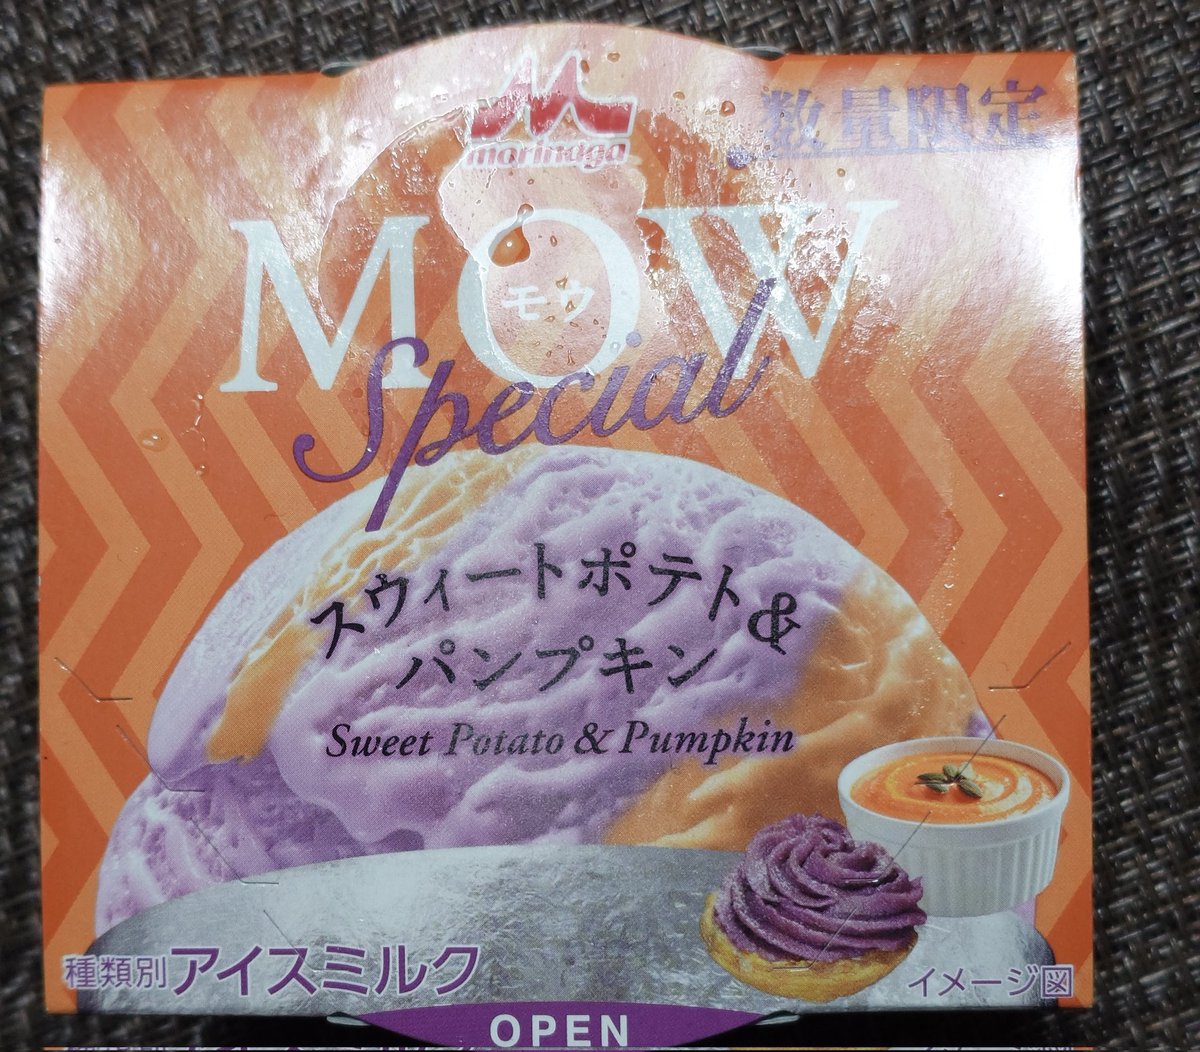 morinaga
数量限定
MOW
モウ
Special
スウィートポテト&
パンプキン
Sweet Potato & Pumpkin
種類別アイスミルク
イメージ図
OPEN